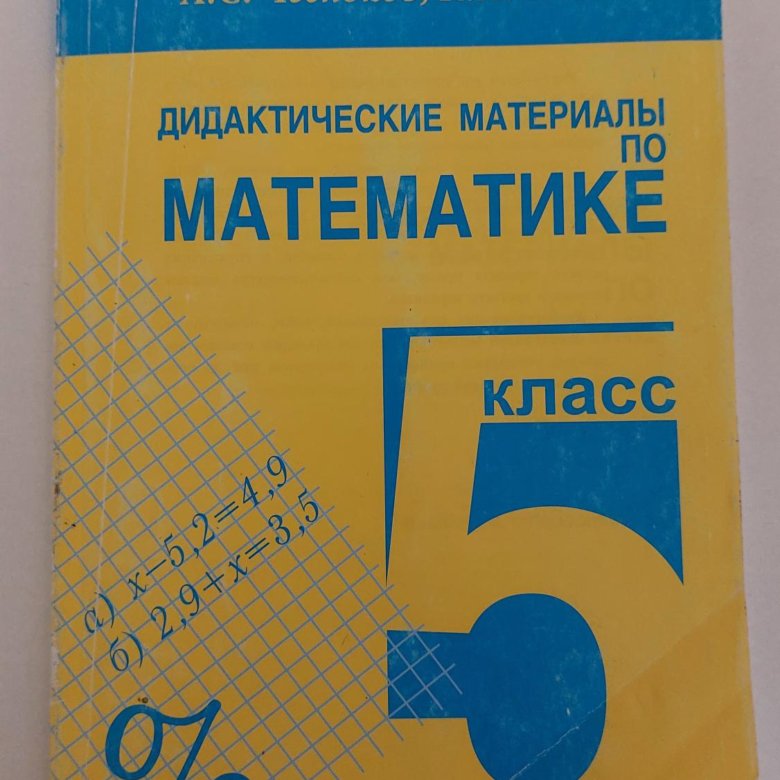 А.С.
ДИДАКТИЧЕСКИЕ МАТЕРИАЛЫ
ПО
МАТЕМАТИКЕ
5
класс
а) x−5,2=4,9
б) 2,9+x=3,5
%